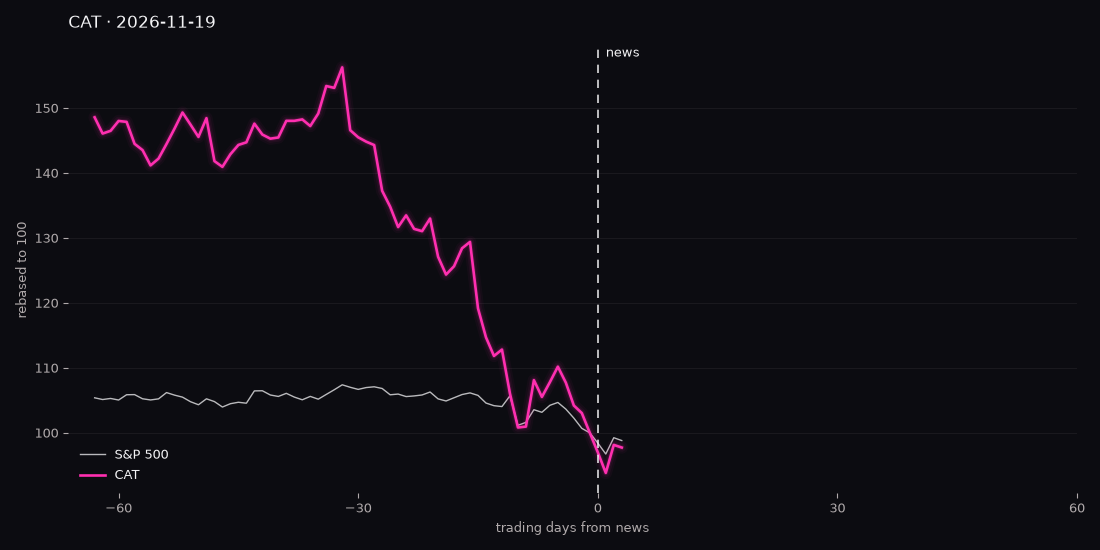 CAT · 2026-11-19
news
150
140
130
120
110
100
rebased to 100
S&P 500
CAT
−60
−30
0
30
60
trading days from news